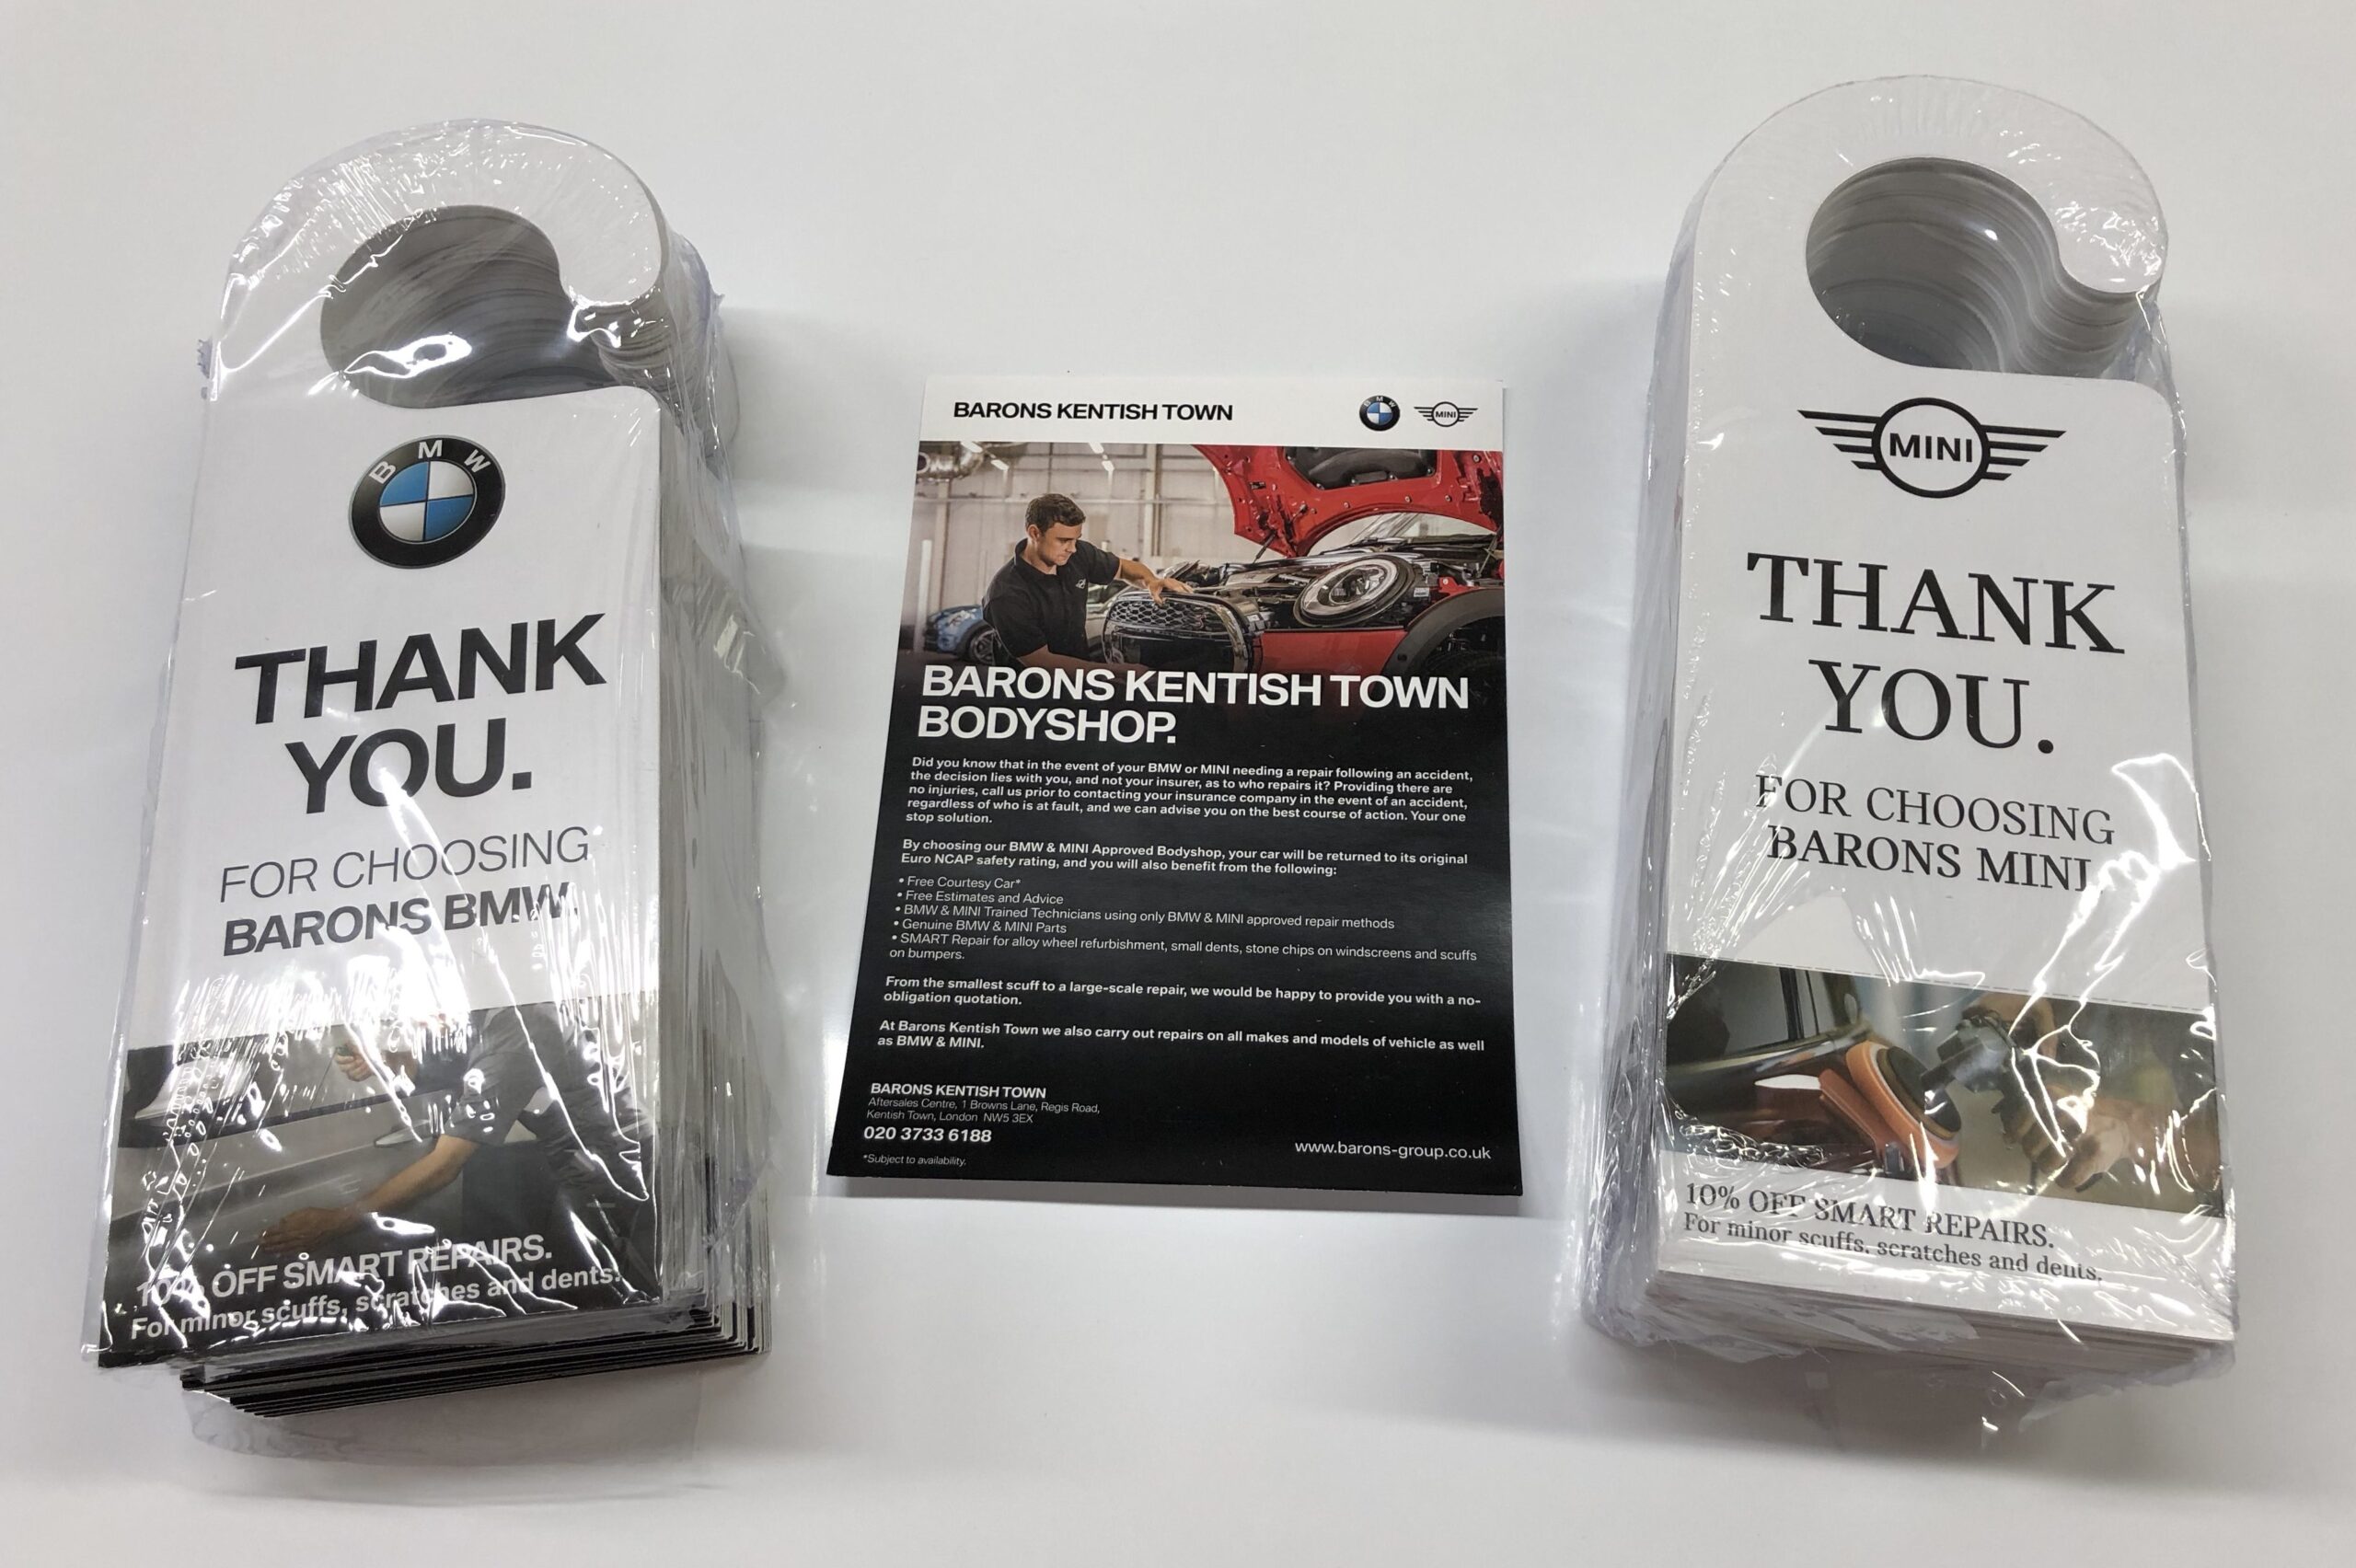 BMW
THANK
YOU.
FOR CHOOSING
BARONS BMW.
10% OFF SMART REPAIRS.
For minor scuffs, scratches and dents.
BARONS KENTISH TOWN
BMW
MINI
BARONS KENTISH TOWN
BODYSHOP.
Did you know that in the event of your BMW or MINI needing a repair following an accident,
the decision lies with you, and not your insurer, as to who repairs it? Providing there are
no injuries, call us prior to contacting your insurance company in the event of an accident,
regardless of who is at fault, and we can advise you on the best course of action. Your one
stop solution.
By choosing our BMW & MINI Approved Bodyshop, your car will be returned to its original
Euro NCAP safety rating, and you will also benefit from the following:
• Free Courtesy Car*
• Free Estimates and Advice
• BMW & MINI Trained Technicians using only BMW & MINI approved repair methods
• Genuine BMW & MINI Parts
• SMART Repair for alloy wheel refurbishment, small dents, stone chips on windscreens and scuffs
on bumpers.
From the smallest scuff to a large-scale repair, we would be happy to provide you with a no-
obligation quotation.
At Barons Kentish Town we also carry out repairs on all makes and models of vehicle as well
as BMW & MINI.
BARONS KENTISH TOWN
Aftersales Centre, 1 Browns Lane, Regis Road,
Kentish Town, London NW5 3EX
020 3733 6188
*Subject to availability.
www.barons-group.co.uk
MINI
THANK
YOU.
FOR CHOOSING
BARONS MINI.
10% OFF SMART REPAIRS.
For minor scuffs, scratches and dents.